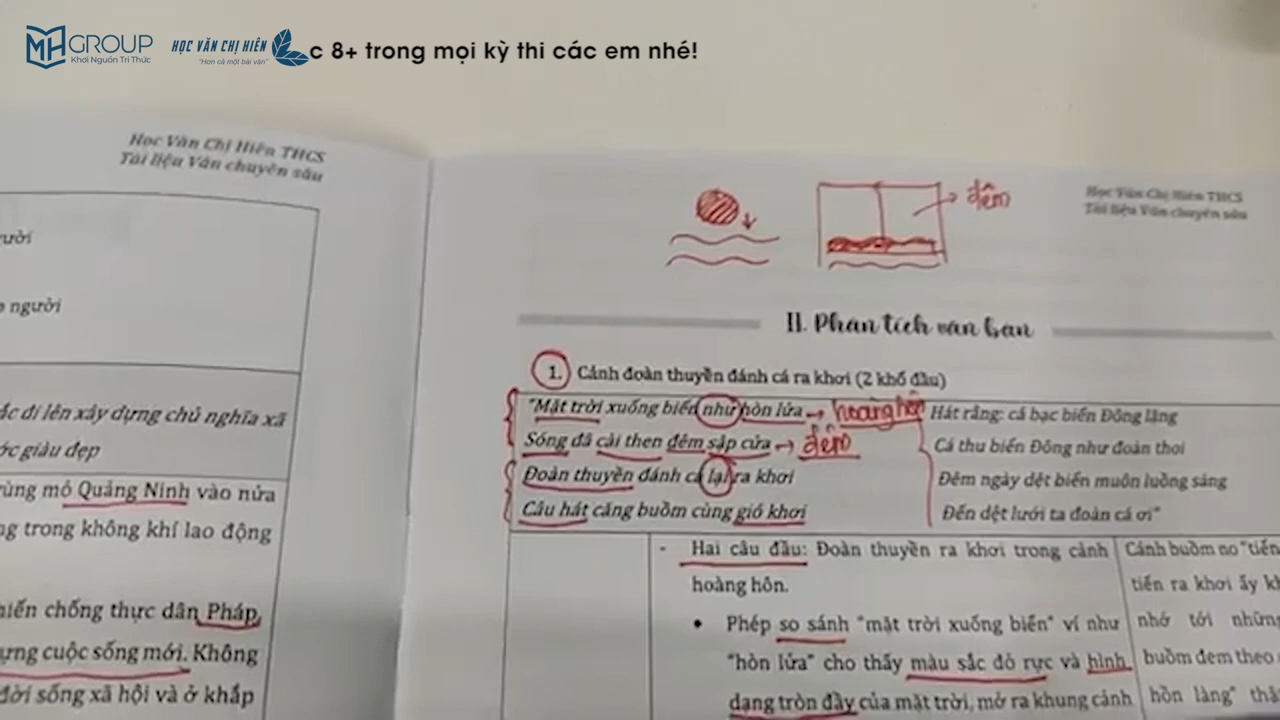 MH GROUP
Khơi Nguồn Tri Thức
HỌC VĂN CHỊ HIÊN
"Hơn cả một bài văn"
c 8+ trong mọi kỳ thi các em nhé!
Học Văn Chị Hiên THCS
Tài liệu Văn chuyên sâu
ười
người
ắc đi lên xây dựng chủ nghĩa xã
ớc giàu đẹp
vùng mỏ Quảng Ninh vào nửa
ng trong không khí lao động
hiến chống thực dân Pháp,
ựng cuộc sống mới. Không
đời sống xã hội và ở khắp
đêm
Học Văn Chị Hiên THCS
Tài liệu Văn chuyên sâu
II. Phân tích văn bản
1. Cảnh đoàn thuyền đánh cá ra khơi (2 khổ đầu)
"Mặt trời xuống biển như hòn lửa → hoàng hôn
Sóng đã cài then đêm sập cửa → đêm
Đoàn thuyền đánh cá lại ra khơi
Câu hát căng buồm cùng gió khơi
Hát rằng: cá bạc biển Đông lặng
Cá thu biển Đông như đoàn thoi
Đêm ngày dệt biển muôn luồng sáng
Đến dệt lưới ta đoàn cá ơi"
- Hai câu đầu: Đoàn thuyền ra khơi trong cảnh
hoàng hôn.
• Phép so sánh "mặt trời xuống biển" ví như
"hòn lửa" cho thấy màu sắc đỏ rực và hình
dạng tròn đầy của mặt trời, mở ra khung cảnh
Cánh buồm no "tiến
tiến ra khơi ấy kh
nhớ tới những
buồm đem theo
hồn làng" thậ